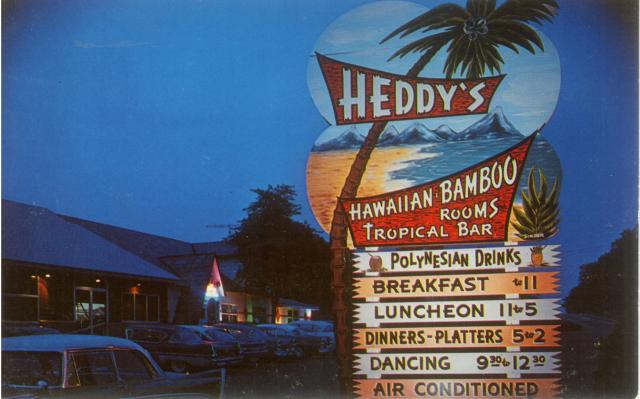 HEDDY'S
HAWAIIAN-BAMBOO
ROOMS
TROPICAL BAR
POLYNESIAN DRINKS
BREAKFAST to 11
LUNCHEON 11 to 5
DINNERS-PLATTERS 5 to 2
DANCING 9:30 to 12:30
AIR CONDITIONED